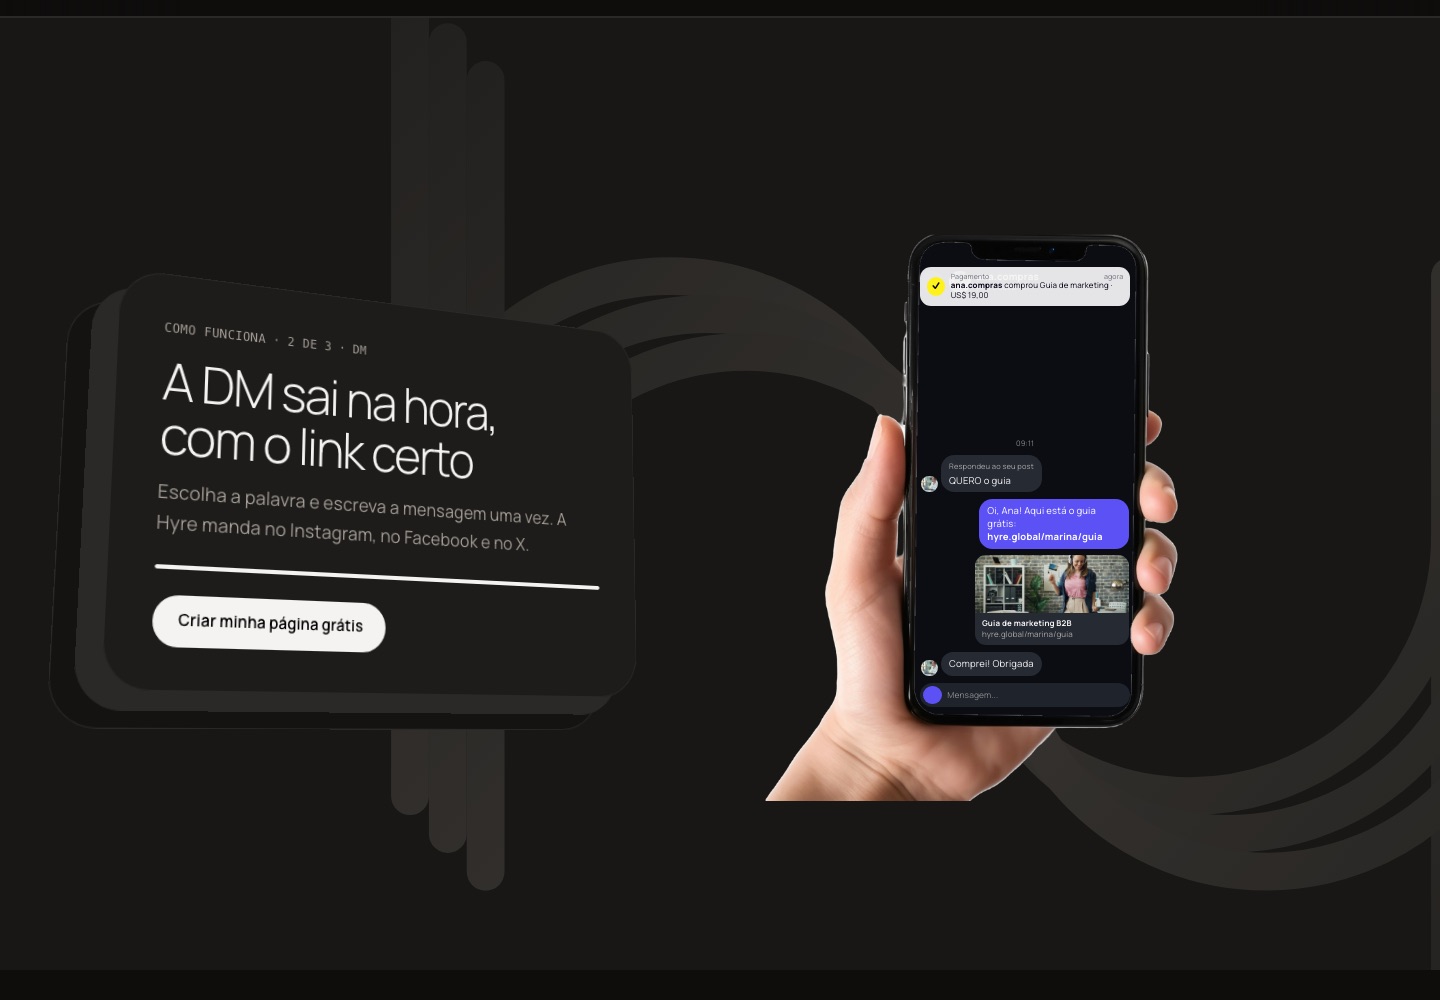 COMO FUNCIONA · 2 DE 3 · DM
A DM sai na hora,
com o link certo
Escolha a palavra e escreva a mensagem uma vez. A
Hyre manda no Instagram, no Facebook e no X.
Criar minha página grátis
Pagamento
.compras
agora
ana.compras comprou Guia de marketing ·
US$ 19,00
09:11
Respondeu ao seu post
QUERO o guia
Oi, Ana! Aqui está o guia
grátis:
hyre.global/marina/guia
Guia de marketing B2B
hyre.global/marina/guia
Comprei! Obrigada
Mensagem...